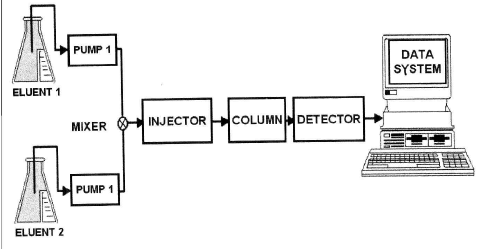 PUMP 1
ELUENT 1
DATA
SYSTEM
MIXER
INJECTOR
COLUMN
DETECTOR
PUMP 1
ELUENT 2